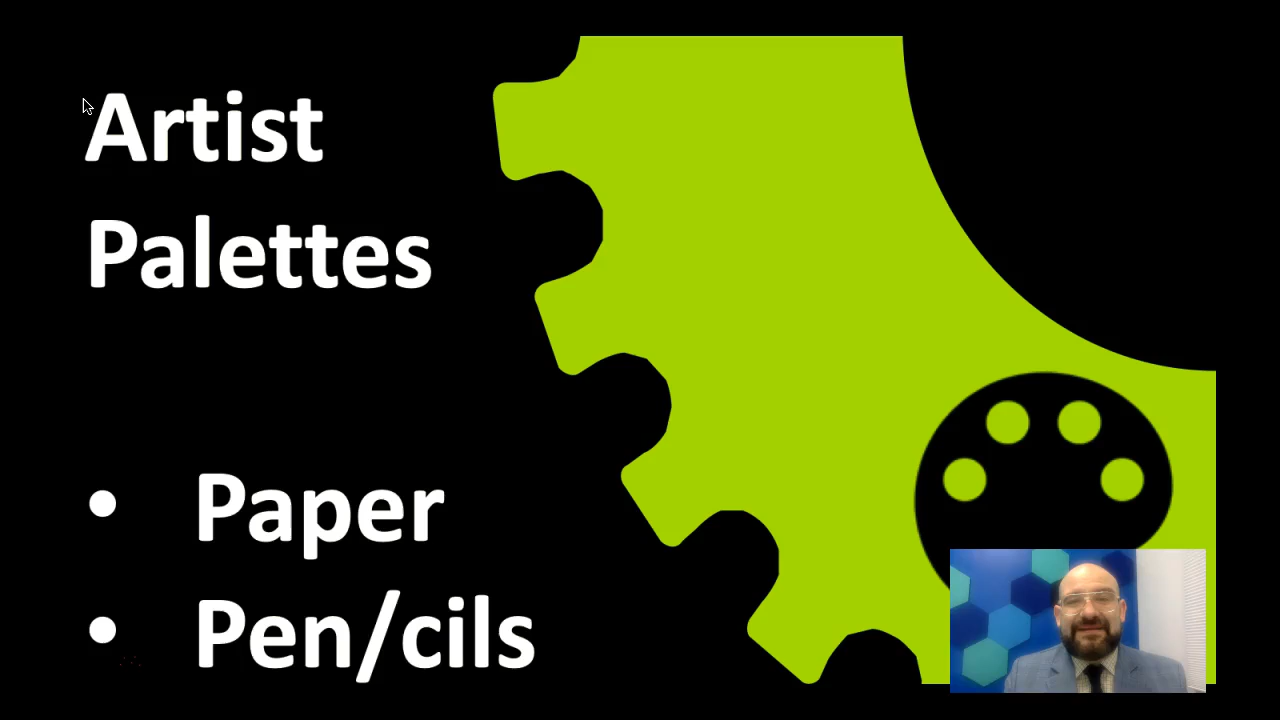 Artist
Palettes
• Paper
• Pen/cils